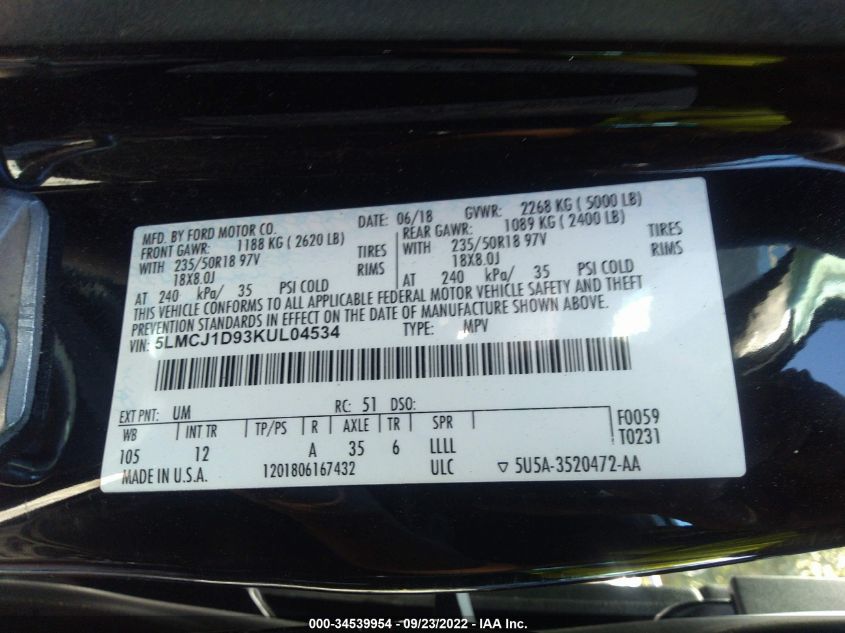 MFD. BY FORD MOTOR CO. DATE: 06/18 GVWR: 2268 KG ( 5000 LB)
FRONT GAWR: 1188 KG ( 2620 LB) REAR GAWR: 1089 KG ( 2400 LB)
WITH 235/50R18 97V TIRES WITH 235/50R18 97V TIRES
18X8.0J RIMS 18X8.0J RIMS
AT 240 kPa/ 35 PSI COLD AT 240 kPa/ 35 PSI COLD
THIS VEHICLE CONFORMS TO ALL APPLICABLE FEDERAL MOTOR VEHICLE SAFETY AND THEFT
PREVENTION STANDARDS IN EFFECT ON THE DATE OF MANUFACTURE SHOWN ABOVE.
VIN: 5LMCJ1D93KUL04534 TYPE: MPV
EXT PNT: UM RC: 51 DSO:
WB INT TR TP/PS R AXLE TR SPR F0059
105 12 A 35 6 LLLL T0231
MADE IN U.S.A. 1201806167432 ULC ▽ 5U5A-3520472-AA
000-34539954 - 09/23/2022 - IAA Inc.